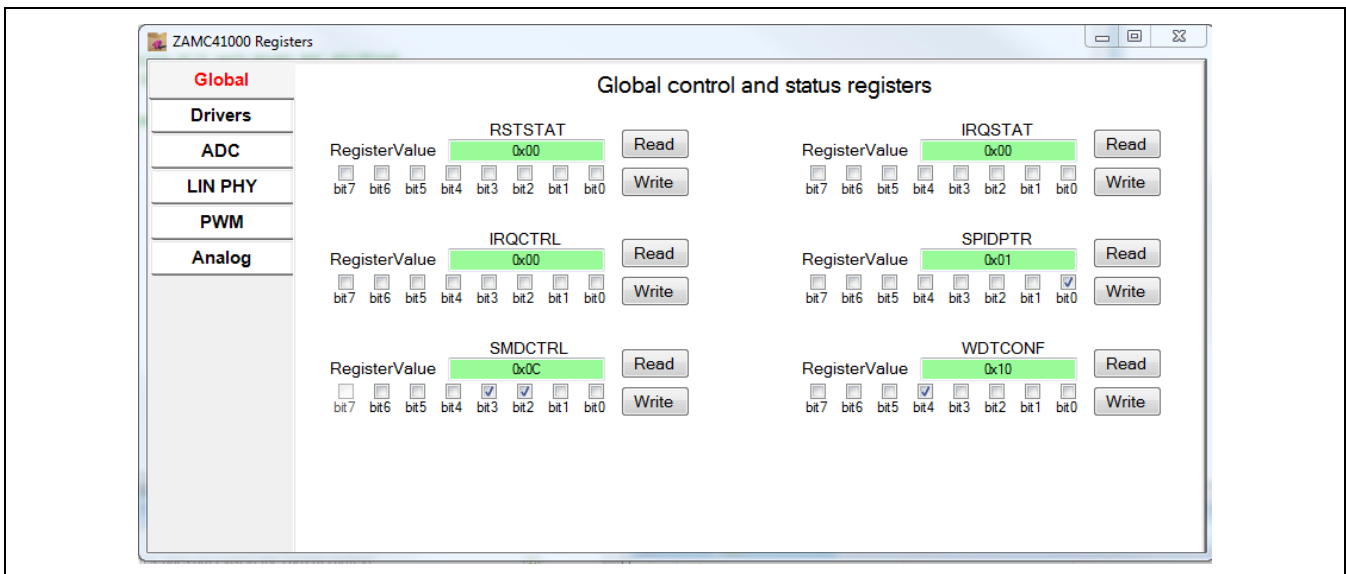 ZAMC41000 Registers
Global
Drivers
ADC
LIN PHY
PWM
Analog
Global control and status registers
RSTSTAT
RegisterValue 0x00 Read
bit7 bit6 bit5 bit4 bit3 bit2 bit1 bit0 Write
IRQSTAT
RegisterValue 0x00 Read
bit7 bit6 bit5 bit4 bit3 bit2 bit1 bit0 Write
IRQCTRL
RegisterValue 0x00 Read
bit7 bit6 bit5 bit4 bit3 bit2 bit1 bit0 Write
SPIDPTR
RegisterValue 0x01 Read
bit7 bit6 bit5 bit4 bit3 bit2 bit1 bit0 Write
SMDCTRL
RegisterValue 0x0C Read
bit7 bit6 bit5 bit4 bit3 bit2 bit1 bit0 Write
WDTCONF
RegisterValue 0x10 Read
bit7 bit6 bit5 bit4 bit3 bit2 bit1 bit0 Write